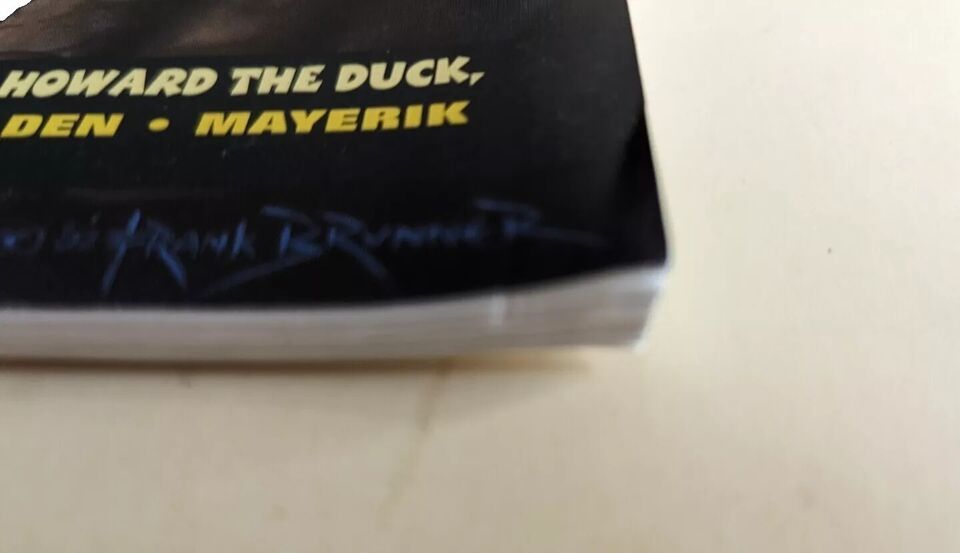 HOWARD THE DUCK,
DEN • MAYERIK
FRANK BRUNNER